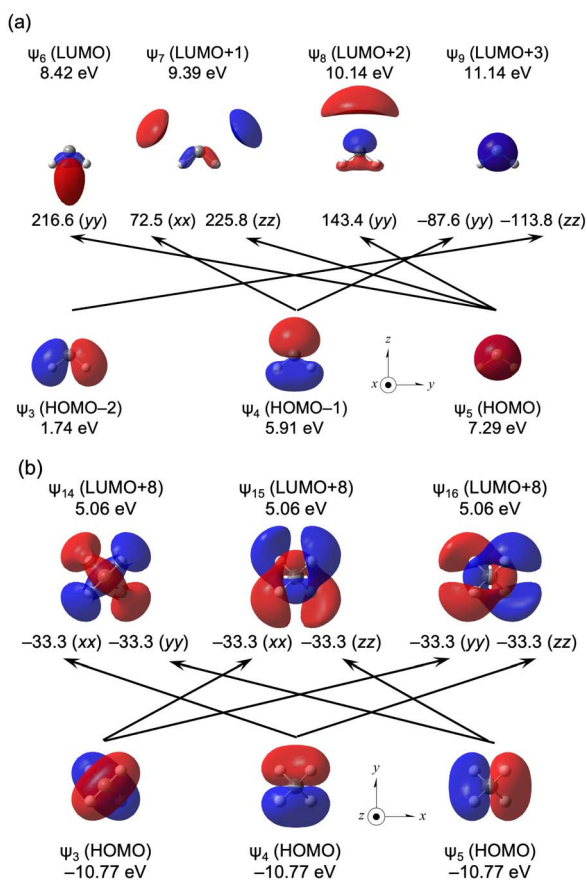 (a)
ψ6 (LUMO) ψ7 (LUMO+1) ψ8 (LUMO+2) ψ9 (LUMO+3)
8.42 eV 9.39 eV 10.14 eV 11.14 eV
216.6 (yy) 72.5 (xx) 225.8 (zz) 143.4 (yy) –87.6 (yy) –113.8 (zz)
z
x y
ψ3 (HOMO–2) ψ4 (HOMO–1) ψ5 (HOMO)
1.74 eV 5.91 eV 7.29 eV
(b)
ψ14 (LUMO+8) ψ15 (LUMO+8) ψ16 (LUMO+8)
5.06 eV 5.06 eV 5.06 eV
–33.3 (xx) –33.3 (yy) –33.3 (xx) –33.3 (zz) –33.3 (yy) –33.3 (zz)
y
z x
ψ3 (HOMO) ψ4 (HOMO) ψ5 (HOMO)
–10.77 eV –10.77 eV –10.77 eV